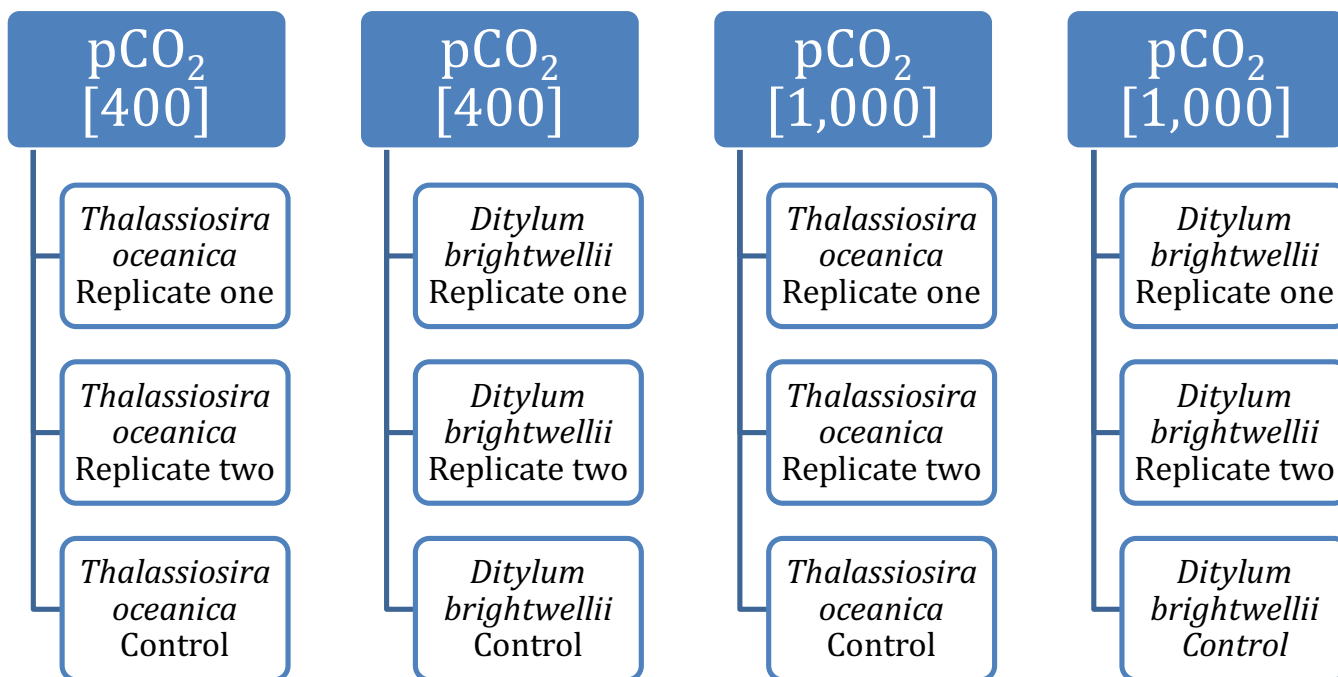 pCO₂
[400]
Thalassiosira
oceanica
Replicate one
Thalassiosira
oceanica
Replicate two
Thalassiosira
oceanica
Control
pCO₂
[400]
Ditylum
brightwellii
Replicate one
Ditylum
brightwellii
Replicate two
Ditylum
brightwellii
Control
pCO₂
[1,000]
Thalassiosira
oceanica
Replicate one
Thalassiosira
oceanica
Replicate two
Thalassiosira
oceanica
Control
pCO₂
[1,000]
Ditylum
brightwellii
Replicate one
Ditylum
brightwellii
Replicate two
Ditylum
brightwellii
Control